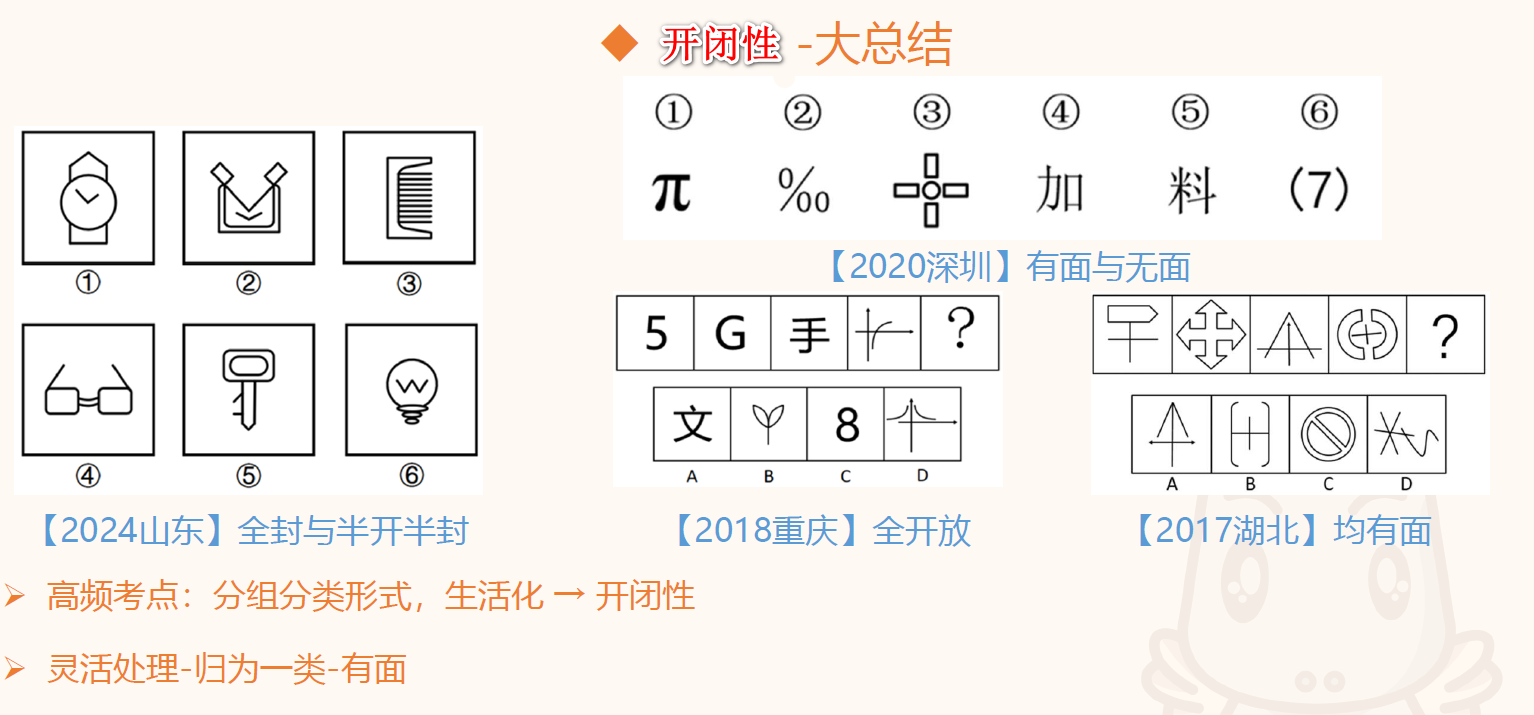 ◆ 开闭性 -大总结
① ② ③ ④ ⑤ ⑥
π ‰ 加 料 (7)
【2020深圳】有面与无面
① ② ③
④ ⑤ ⑥
【2024山东】全封与半开半封
5 G 手 ?
文 8
A B C D
【2018重庆】全开放
?
A B C D
【2017湖北】均有面
➢ 高频考点：分组分类形式，生活化 → 开闭性
➢ 灵活处理-归为一类-有面